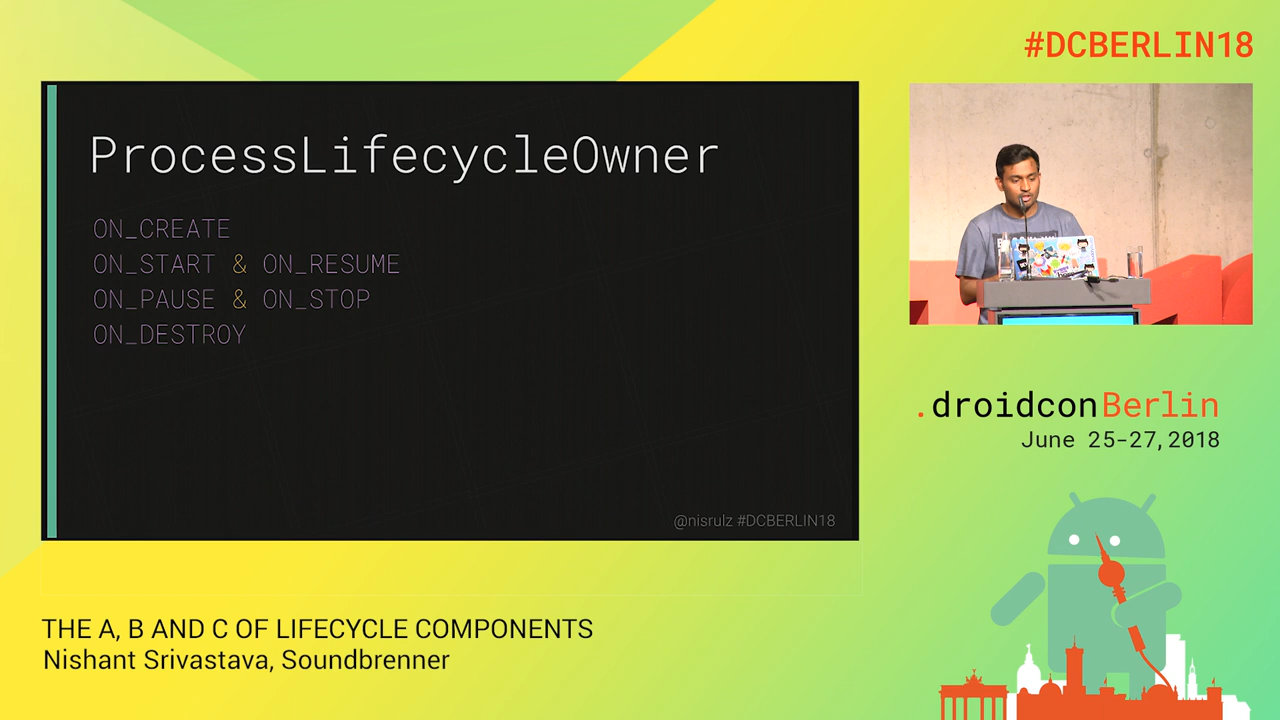 #DCBERLIN18
ProcessLifecycleOwner
ON_CREATE
ON_START & ON_RESUME
ON_PAUSE & ON_STOP
ON_DESTROY
@nisrulz #DCBERLIN18
.droidconBerlin
June 25-27, 2018
THE A, B AND C OF LIFECYCLE COMPONENTS
Nishant Srivastava, Soundbrenner